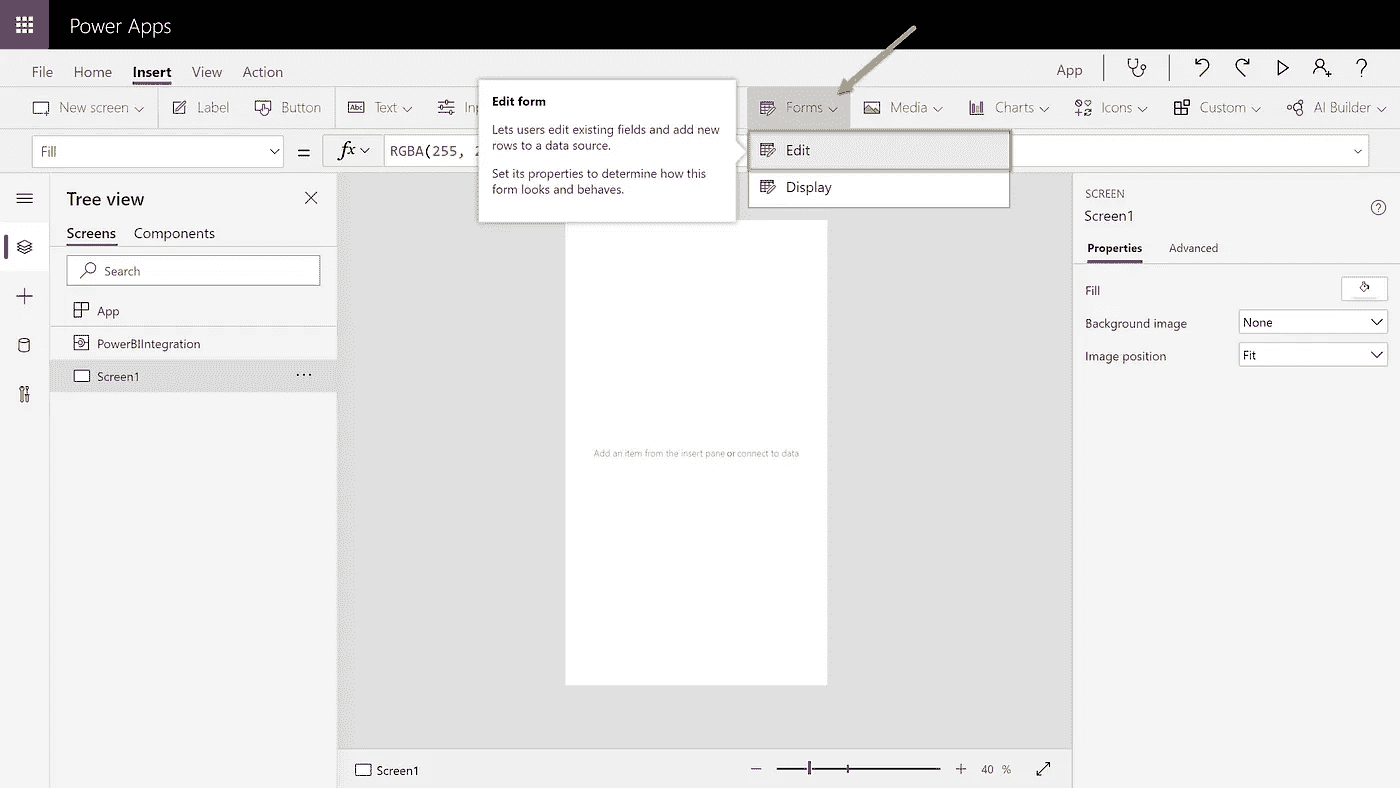 Power Apps
File Home Insert View Action App
New screen Label Button Text Forms Media Charts Icons Custom AI Builder
Edit form
Lets users edit existing fields and add new
rows to a data source.
Set its properties to determine how this
form looks and behaves.
Edit
Display
Fill = fx RGBA(255,
Tree view
Screens Components
Search
App
PowerBIIntegration
Screen1
Add an item from the insert pane or connect to data
SCREEN
Screen1
Properties Advanced
Fill
Background image None
Image position Fit
Screen1 40 %